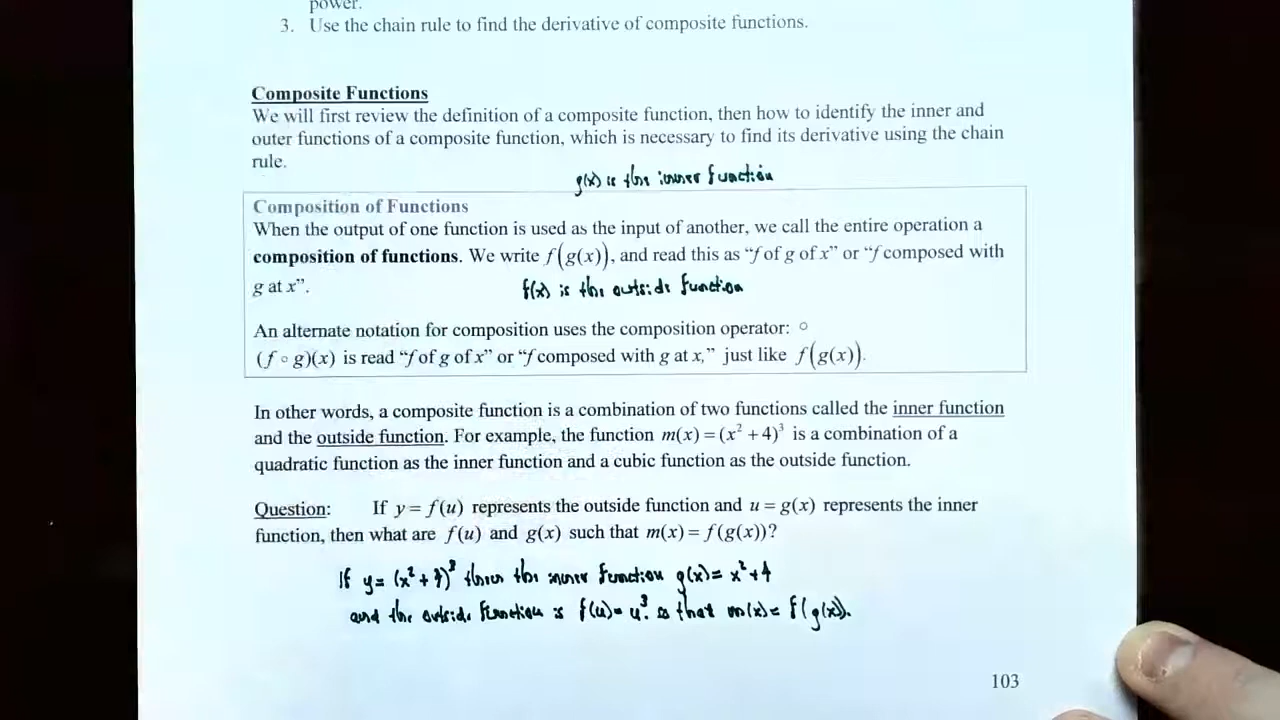 power.
3. Use the chain rule to find the derivative of composite functions.
Composite Functions
We will first review the definition of a composite function, then how to identify the inner and
outer functions of a composite function, which is necessary to find its derivative using the chain
rule.
g(x) is the inner function
Composition of Functions
When the output of one function is used as the input of another, we call the entire operation a
composition of functions. We write f(g(x)), and read this as “f of g of x” or “f composed with
g at x”.
f(x) is the outside function
An alternate notation for composition uses the composition operator: ∘
(f ∘ g)(x) is read “f of g of x” or “f composed with g at x,” just like f(g(x)).
In other words, a composite function is a combination of two functions called the inner function
and the outside function. For example, the function m(x) = (x² + 4)³ is a combination of a
quadratic function as the inner function and a cubic function as the outside function.
Question: If y = f(u) represents the outside function and u = g(x) represents the inner
function, then what are f(u) and g(x) such that m(x) = f(g(x))?
If y = (x² + 4)³ then the inner function g(x) = x² + 4
and the outside function is f(u) = u³. so that m(x) = f(g(x)).
103